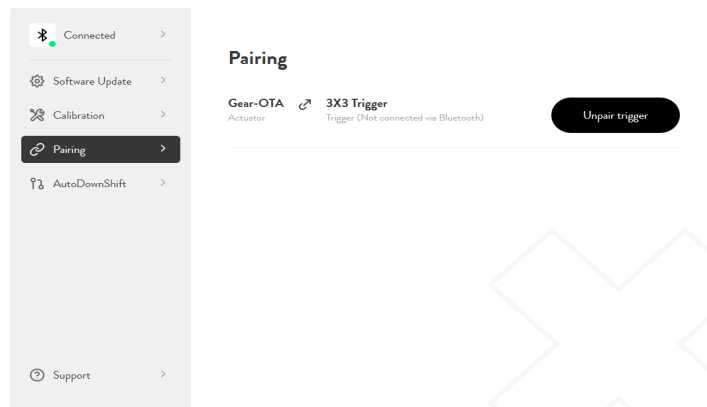 Connected
Software Update
Calibration
Pairing
AutoDownShift
Support
Pairing
Gear-OTA 3X3 Trigger
Actuator Trigger (Not connected via Bluetooth)
Unpair trigger